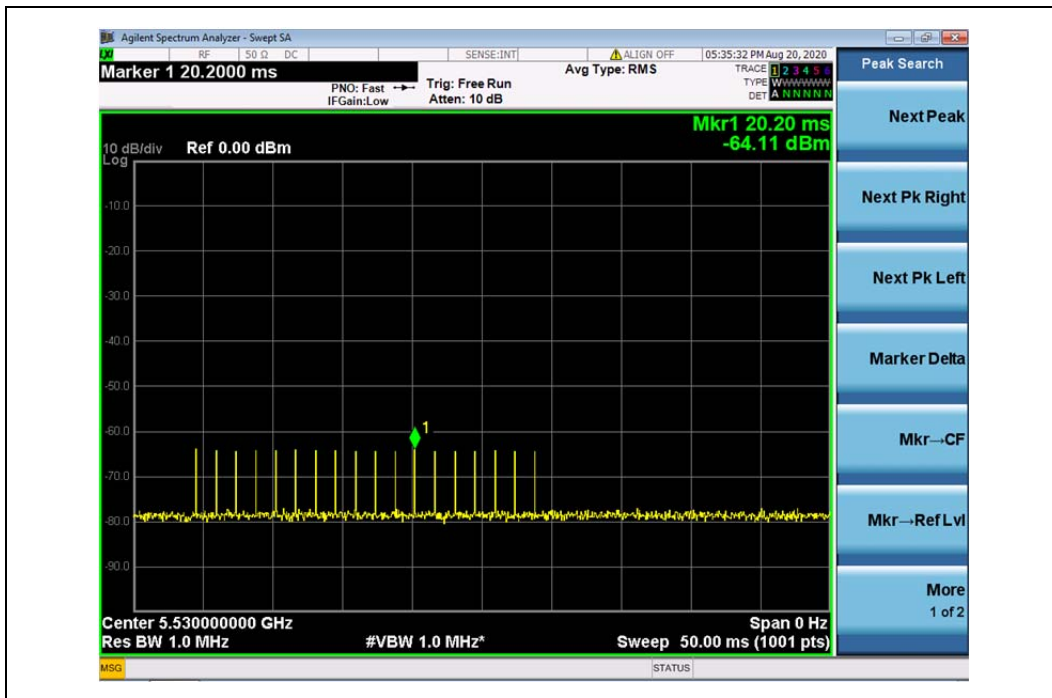 Agilent Spectrum Analyzer - Swept SA
LXI RF 50 Ω DC SENSE:INT ALIGN OFF 05:35:32 PM Aug 20, 2020
Marker 1 20.2000 ms
PNO: Fast
IFGain:Low
Trig: Free Run
Atten: 10 dB
Avg Type: RMS
TRACE 1 2 3 4 5 6
TYPE WWWWWW
DET A N N N N N
Mkr1 20.20 ms
-64.11 dBm
10 dB/div Ref 0.00 dBm
Log
-10.0
-20.0
-30.0
-40.0
-50.0
-60.0
1
-70.0
-80.0
-90.0
Center 5.530000000 GHz Span 0 Hz
Res BW 1.0 MHz #VBW 1.0 MHz* Sweep 50.00 ms (1001 pts)
MSG STATUS
Peak Search
Next Peak
Next Pk Right
Next Pk Left
Marker Delta
Mkr→CF
Mkr→Ref Lvl
More
1 of 2